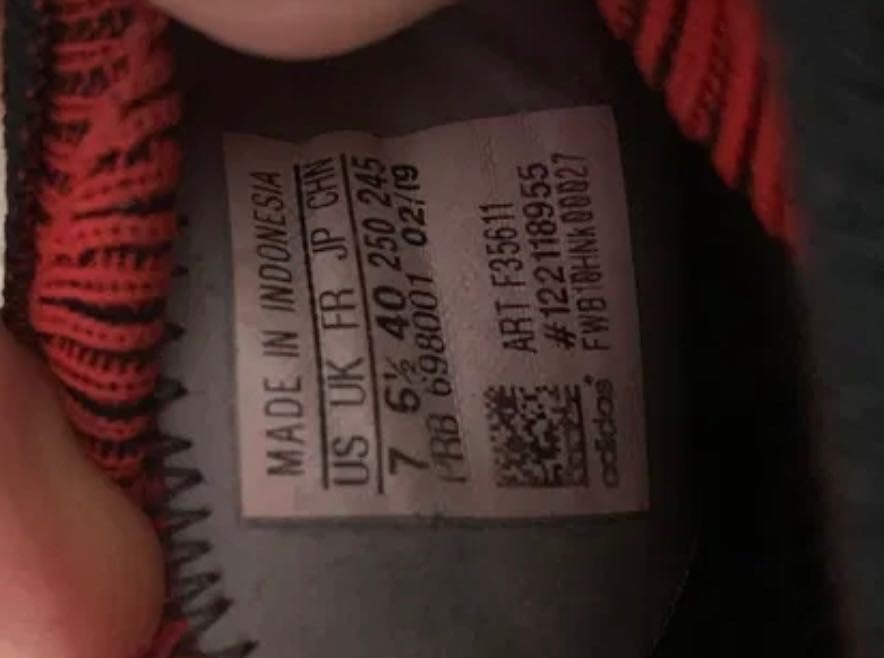 MADE IN INDONESIA
US UK FR JP CHN
7 6½ 40 250 245
PRB 698001 02/19
ART F35611
#122118955
adidas